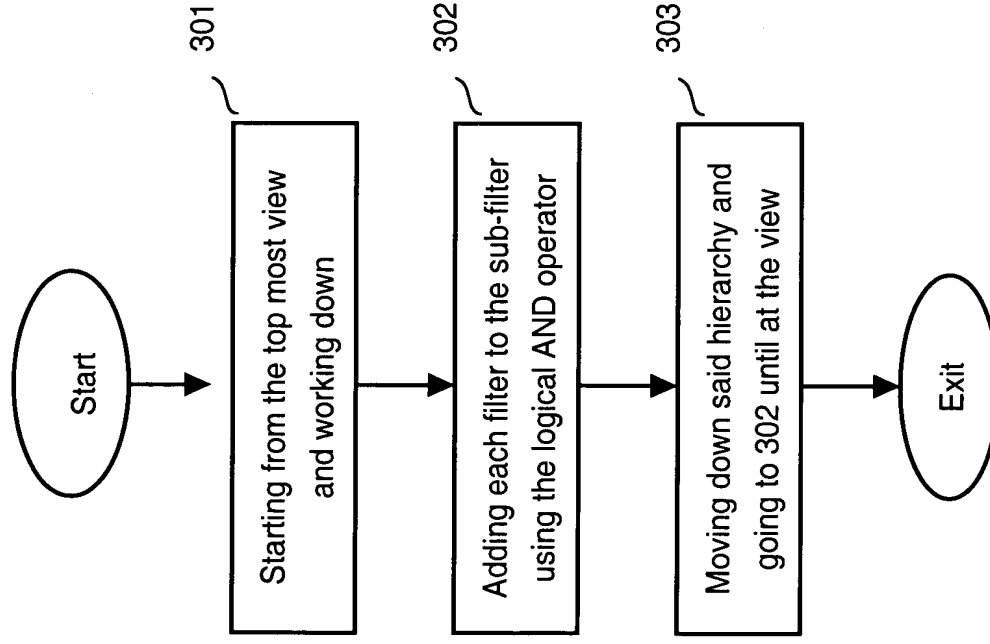 Start
301
Starting from the top most view
and working down
302
Adding each filter to the sub-filter
using the logical AND operator
303
Moving down said hierarchy and
going to 302 until at the view
Exit